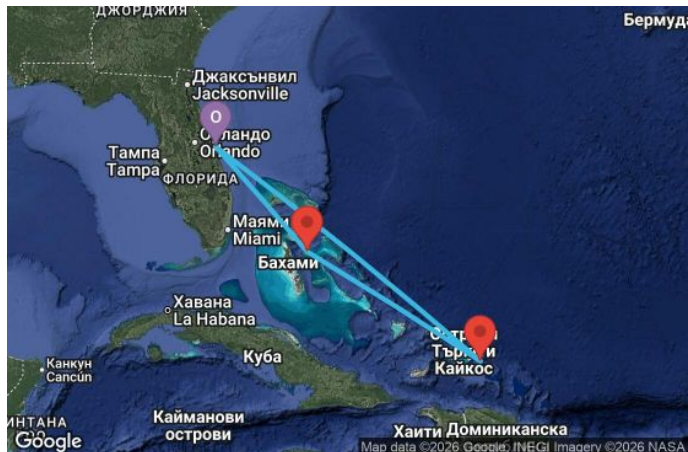 ДЖОРДЖИЯ
Бермуда
Джаксънвил
Jacksonville
O
Орландо
Orlando
Тампа
Tampa
ФЛОРИДА
Маями
Miami
Бахами
Хавана
La Habana
Куба
Търкс и
Кайкос
Канкун
Cancún
Кайманови
острови
Хаити
Доминиканска
Google
Map data ©2026 Google, INEGI Imagery ©2026 NASA